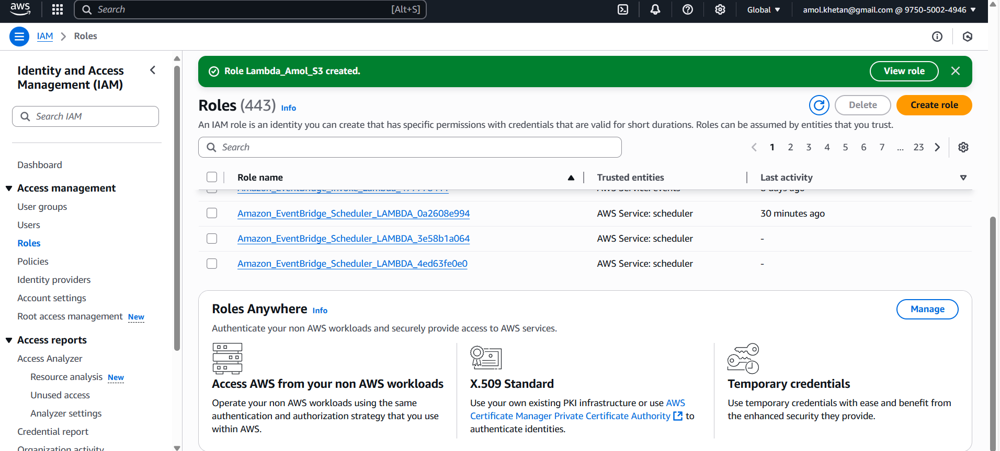 aws
Search [Alt+S]
Global
amol.khetan@gmail.com @ 9750-5002-4946
IAM > Roles
Identity and Access
Management (IAM)
Search IAM
Dashboard
Access management
User groups
Users
Roles
Policies
Identity providers
Account settings
Root access management New
Access reports
Access Analyzer
Resource analysis New
Unused access
Analyzer settings
Credential report
Organization activity
Role Lambda_Amol_S3 created.
View role
Roles (443) Info
Delete
Create role
An IAM role is an identity you can create that has specific permissions with credentials that are valid for short durations. Roles can be assumed by entities that you trust.
Search
1 2 3 4 5 6 7 ... 23
Role name Trusted entities Last activity
AWS Service: events
Amazon_EventBridge_Scheduler_LAMBDA_0a2608e994 AWS Service: scheduler 30 minutes ago
Amazon_EventBridge_Scheduler_LAMBDA_3e58b1a064 AWS Service: scheduler -
Amazon_EventBridge_Scheduler_LAMBDA_4ed63fe0e0 AWS Service: scheduler -
Roles Anywhere Info
Manage
Authenticate your non AWS workloads and securely provide access to AWS services.
Access AWS from your non AWS workloads
Operate your non AWS workloads using the same
authentication and authorization strategy that you use
within AWS.
X.509 Standard
Use your own existing PKI infrastructure or use AWS
Certificate Manager Private Certificate Authority to
authenticate identities.
Temporary credentials
Use temporary credentials with ease and benefit from
the enhanced security they provide.